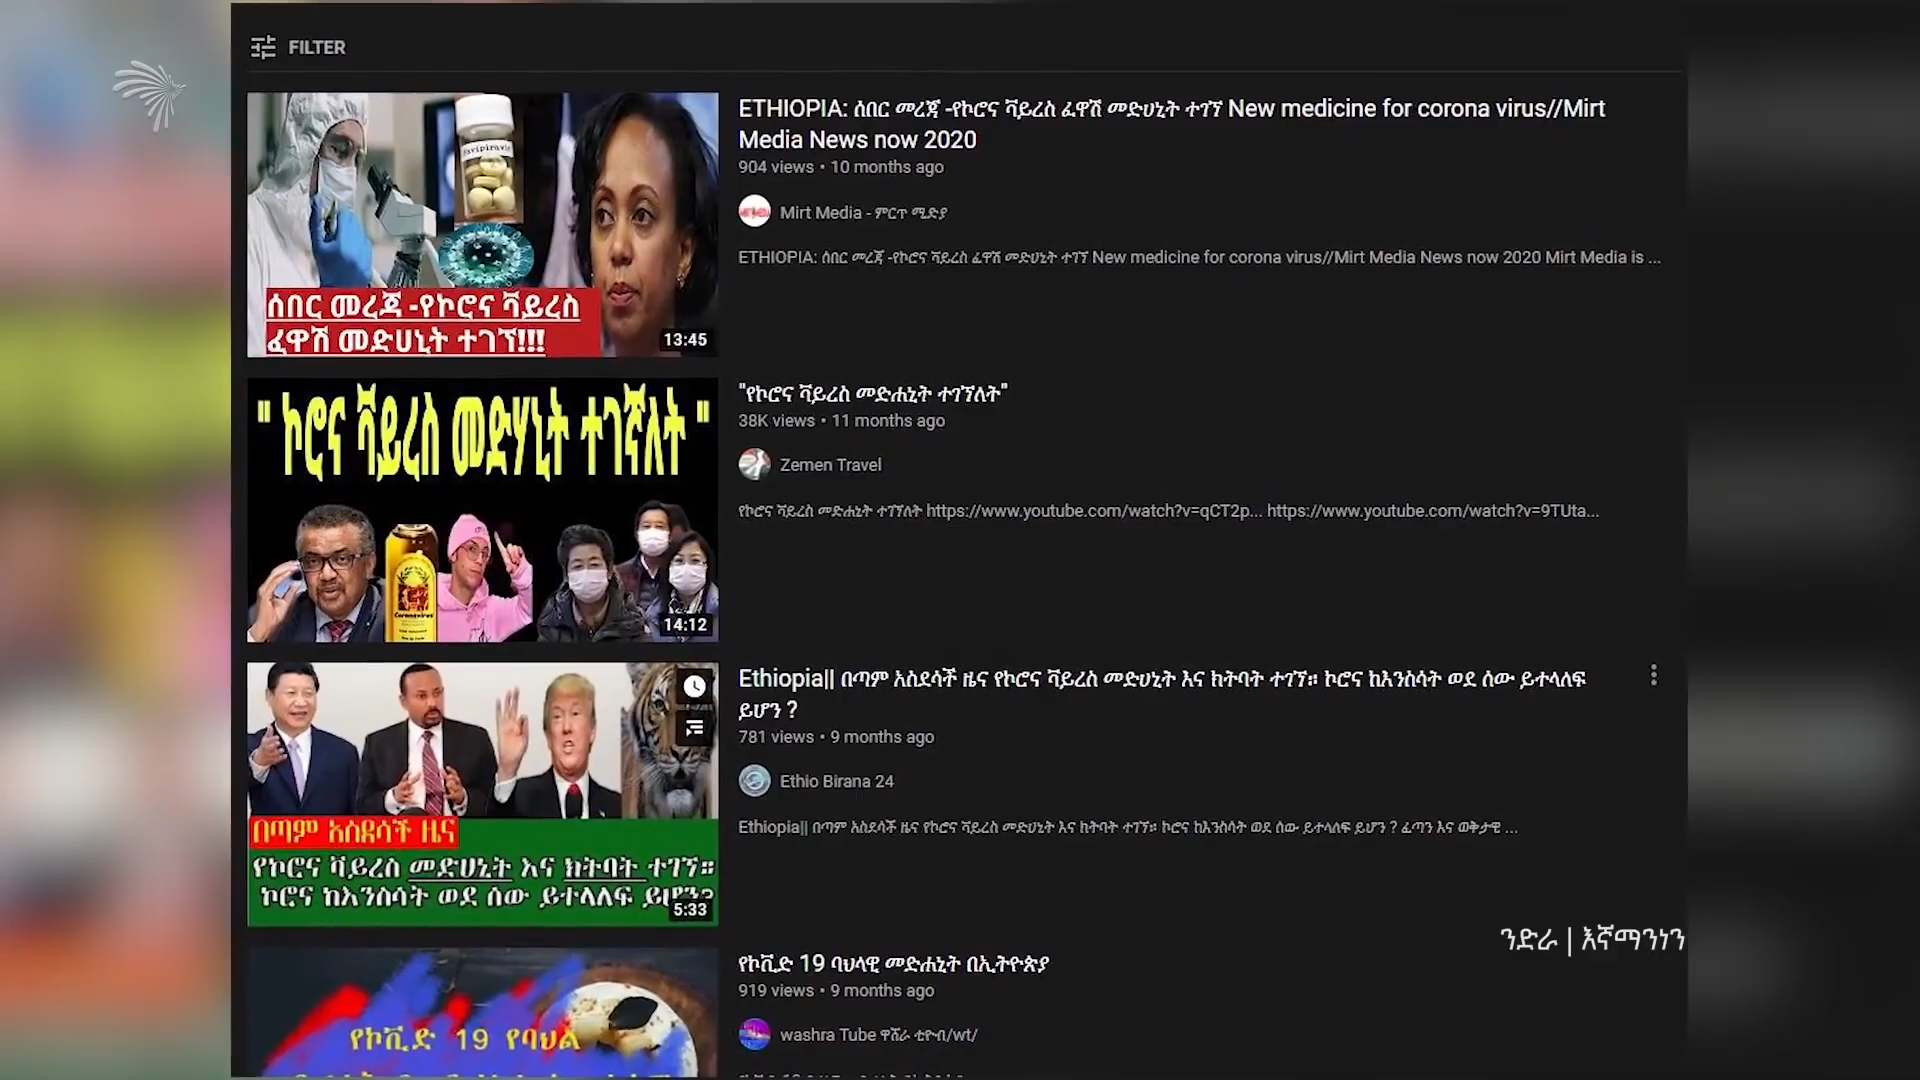 FILTER
ETHIOPIA: ሰበር መረጃ -የኮሮና ቫይረስ ፈዋሽ መድሀኒት ተገኘ New medicine for corona virus//Mirt
Media News now 2020
904 views • 10 months ago
Mirt Media - ምርጥ ሚድያ
ETHIOPIA: ሰበር መረጃ -የኮሮና ቫይረስ ፈዋሽ መድሀኒት ተገኘ New medicine for corona virus//Mirt Media News now 2020 Mirt Media is ...
ሰበር መረጃ -የኮሮና ቫይረስ
ፈዋሽ መድሀኒት ተገኘ!!!
13:45
"የኮሮና ቫይረስ መድሐኒት ተገኘለት"
38K views • 11 months ago
Zemen Travel
የኮሮና ቫይረስ መድሐኒት ተገኘለት https://www.youtube.com/watch?v=qCT2p... https://www.youtube.com/watch?v=9TUta...
" ኮሮና ቫይረስ መድሃኒት ተገኛለት "
Coronavirus
14:12
Ethiopia|| በጣም አስደሳች ዜና የኮሮና ቫይረስ መድሀኒት እና ክትባት ተገኘ። ኮሮና ከእንስሳት ወደ ሰው ይተላለፍ
ይሆን ?
781 views • 9 months ago
Ethio Birana 24
Ethiopia|| በጣም አስደሳች ዜና የኮሮና ቫይረስ መድሀኒት እና ክትባት ተገኘ። ኮሮና ከእንስሳት ወደ ሰው ይተላለፍ ይሆን ? ፈጣን እና ወቅታዊ ...
በጣም አስደሳች ዜና
የኮሮና ቫይረስ መድሀኒት እና ክትባት ተገኘ።
ኮሮና ከእንስሳት ወደ ሰው ይተላለፍ
5:33
ንድራ | እኛማንነን
የኮቪድ 19 ባህላዊ መድሐኒት በኢትዮጵያ
919 views • 9 months ago
washra Tube ዋሸራ ቲዮብ/wt/
የኮቪድ 19 የባህል